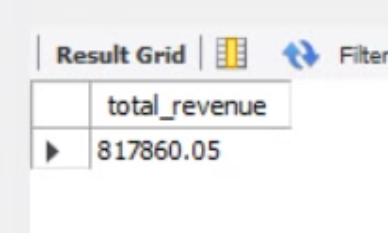 Result Grid Filter
total_revenue
817860.05